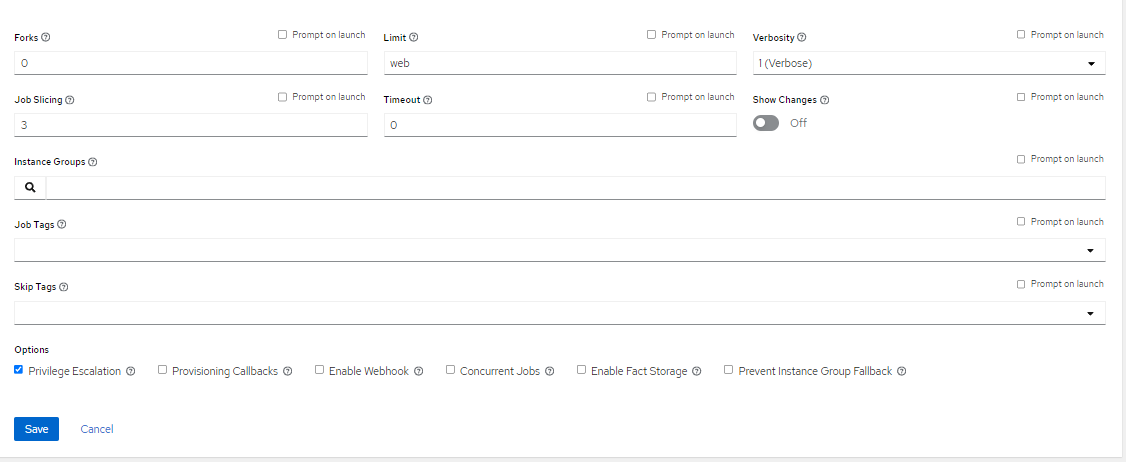 Forks Prompt on launch Limit Prompt on launch Verbosity Prompt on launch
0 web 1 (Verbose)
Job Slicing Prompt on launch Timeout Prompt on launch Show Changes Prompt on launch
3 0 Off
Instance Groups Prompt on launch
Job Tags Prompt on launch
Skip Tags Prompt on launch
Options
Privilege Escalation Provisioning Callbacks Enable Webhook Concurrent Jobs Enable Fact Storage Prevent Instance Group Fallback
Save Cancel